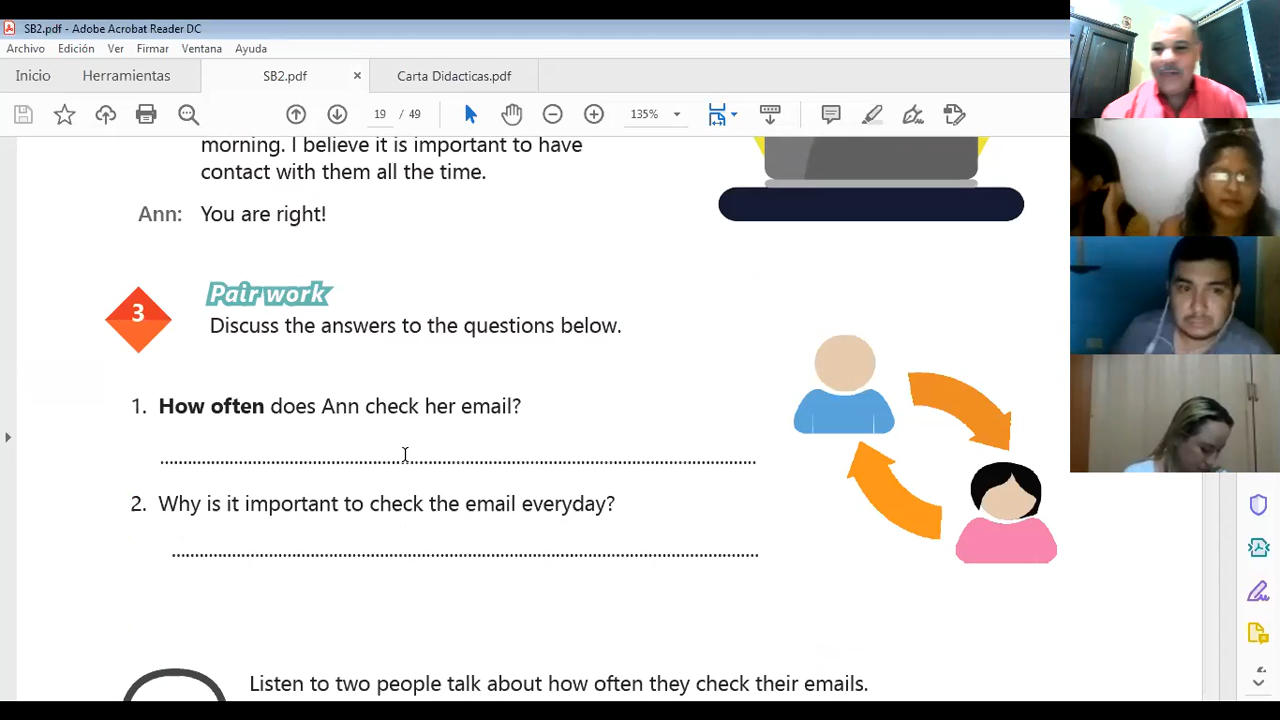 SB2.pdf - Adobe Acrobat Reader DC
Archivo Edición Ver Firmar Ventana Ayuda
Inicio Herramientas SB2.pdf × Carta Didacticas.pdf
19 / 49 135%
morning. I believe it is important to have
contact with them all the time.
Ann: You are right!
3 Pair work
Discuss the answers to the questions below.
1. How often does Ann check her email?
2. Why is it important to check the email everyday?
Listen to two people talk about how often they check their emails.